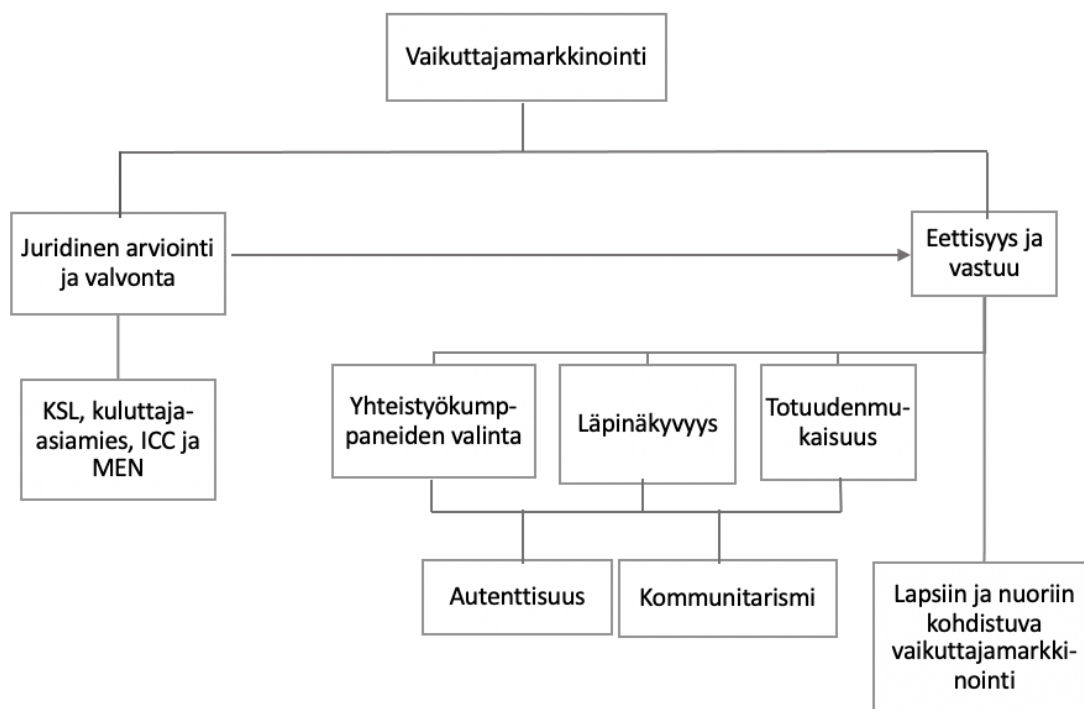 Vaikuttajamarkkinointi
Juridinen arviointi
ja valvonta
Eettisyys ja
vastuu
KSL, kuluttaja-
asiamies, ICC ja
MEN
Yhteistyökump-
paneiden valinta
Läpinäkyvyys
Totuudenmu-
kaisuus
Autenttisuus
Kommunitarismi
Lapsiin ja nuoriin
kohdistuva
vaikuttajamarkki-
nointi